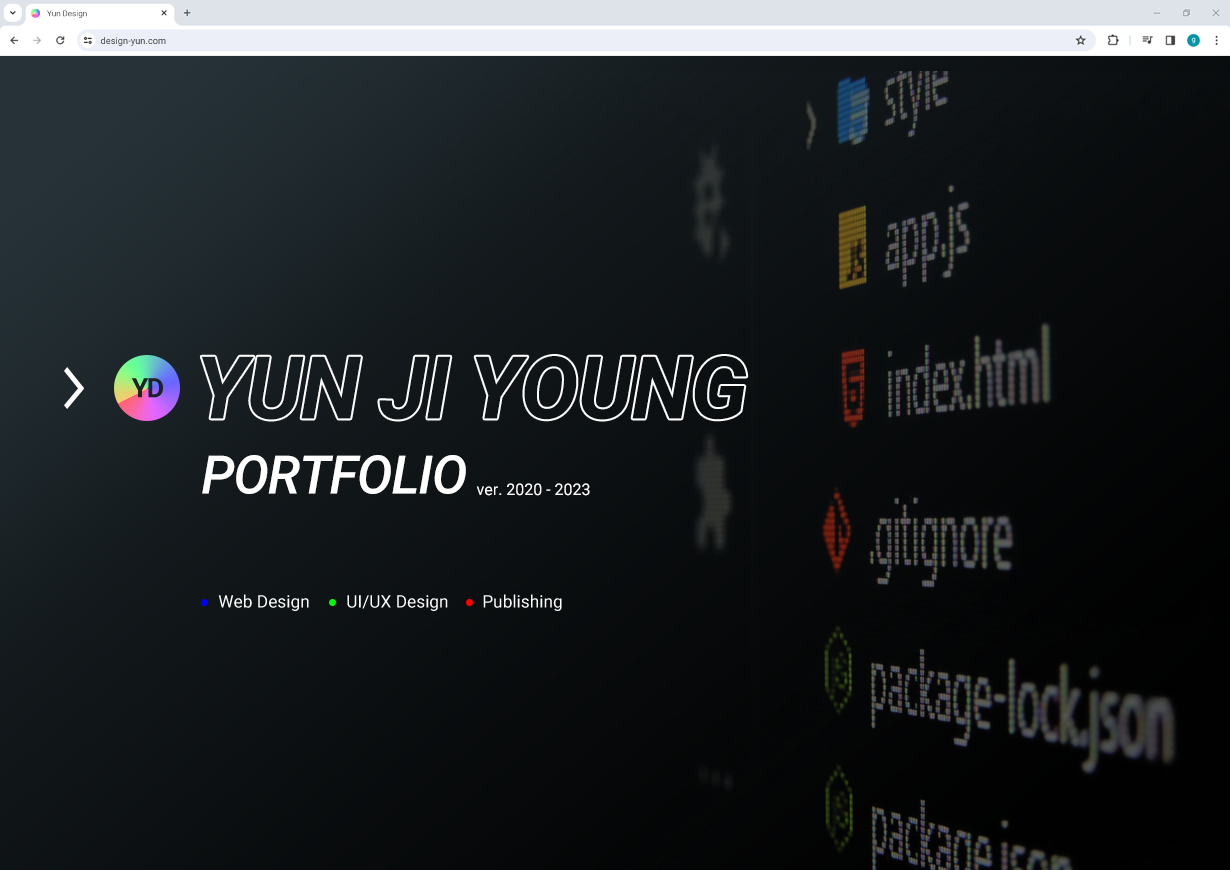 Yun Design
design-yun.com
9
style
app.js
index.html
YD
YUN JI YOUNG
PORTFOLIO ver. 2020 - 2023
.gitignore
Web Design
UI/UX Design
Publishing
package-lock.json
package.json